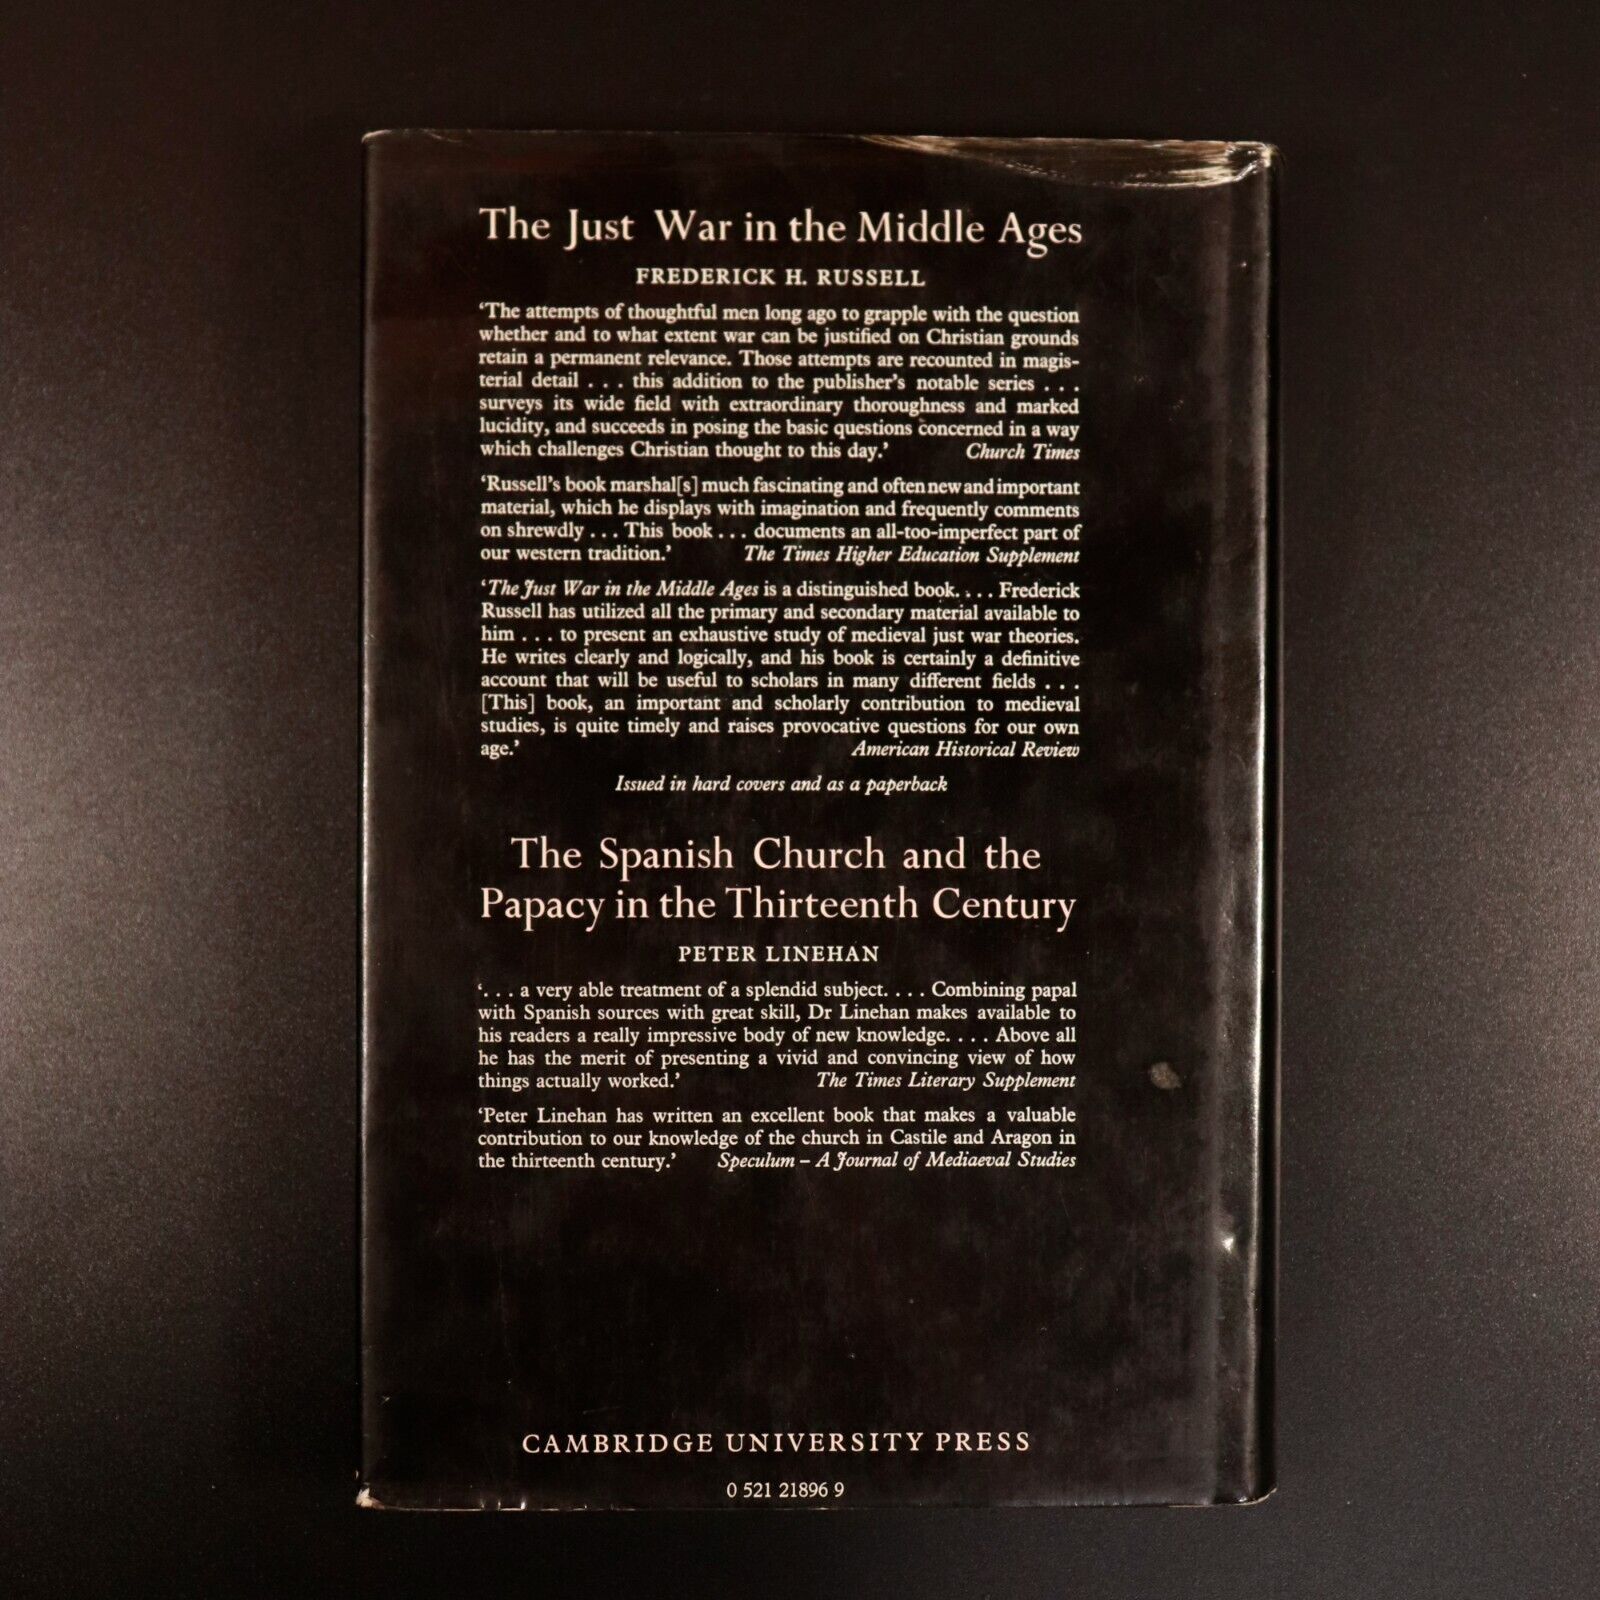 The Just War in the Middle Ages
FREDERICK H. RUSSELL
‘The attempts of thoughtful men long ago to grapple with the question
whether and to what extent war can be justified on Christian grounds
retain a permanent relevance. Those attempts are recounted in magis-
terial detail . . . this addition to the publisher’s notable series . . .
surveys its wide field with extraordinary thoroughness and marked
lucidity, and succeeds in posing the basic questions concerned in a way
which challenges Christian thought to this day.’ Church Times
‘Russell’s book marshal[s] much fascinating and often new and important
material, which he displays with imagination and frequently comments
on shrewdly . . . This book . . . documents an all-too-imperfect part of
our western tradition.’ The Times Higher Education Supplement
‘The Just War in the Middle Ages is a distinguished book. . . . Frederick
Russell has utilized all the primary and secondary material available to
him . . . to present an exhaustive study of medieval just war theories.
He writes clearly and logically, and his book is certainly a definitive
account that will be useful to scholars in many different fields . . .
[This] book, an important and scholarly contribution to medieval
studies, is quite timely and raises provocative questions for our own
age.’ American Historical Review
Issued in hard covers and as a paperback
The Spanish Church and the
Papacy in the Thirteenth Century
PETER LINEHAN
‘. . . a very able treatment of a splendid subject. . . . Combining papal
with Spanish sources with great skill, Dr Linehan makes available to
his readers a really impressive body of new knowledge. . . . Above all
he has the merit of presenting a vivid and convincing view of how
things actually worked.’ The Times Literary Supplement
‘Peter Linehan has written an excellent book that makes a valuable
contribution to our knowledge of the church in Castile and Aragon in
the thirteenth century.’ Speculum – A Journal of Mediaeval Studies
CAMBRIDGE UNIVERSITY PRESS
0 521 21896 9